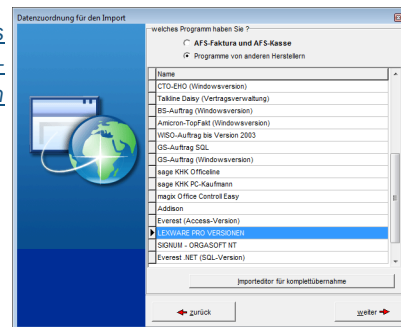 Datenzuordnung für den Import
welches Programm haben Sie ?
AFS-Faktura und AFS-Kasse
Programme von anderen Herstellern
Name
CTO-EHO (Windowsversion)
Talkline Daisy (Vertragsverwaltung)
BS-Auftrag (Windowsversion)
Amicron-TopFakt (Windowsversion)
WISO-Auftrag bis Version 2003
GS-Auftrag SQL
GS-Auftrag (Windowsversion)
sage KHK Officeline
sage KHK PC-Kaufmann
magix Office Controll Easy
Addison
Everest (Access-Version)
LEXWARE PRO VERSIONEN
SIGNUM - ORGASOFT NT
Everest .NET (SQL-Version)
Importeditor für komplettübernahme
zurück
weiter